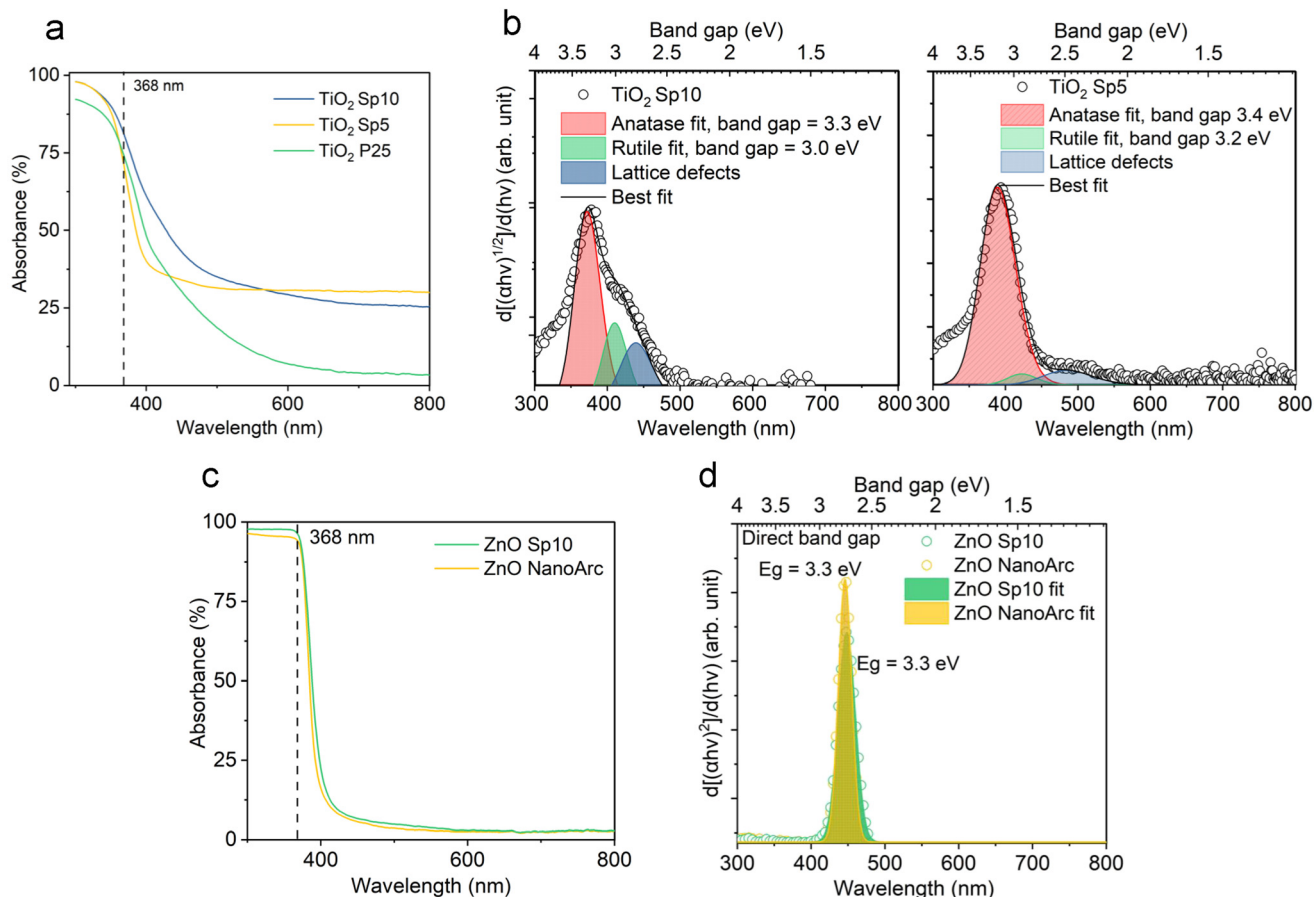 a
100
75
50
25
0
Absorbance (%)
368 nm
TiO₂ Sp10
TiO₂ Sp5
TiO₂ P25
400 600 800
Wavelength (nm)
b
Band gap (eV)
4 3.5 3 2.5 2 1.5
d[(αhv)^1/2]/d(hv) (arb. unit)
TiO₂ Sp10
Anatase fit, band gap = 3.3 eV
Rutile fit, band gap = 3.0 eV
Lattice defects
Best fit
300 400 500 600 700 800
Wavelength (nm)
Band gap (eV)
4 3.5 3 2.5 2 1.5
TiO₂ Sp5
Anatase fit, band gap 3.4 eV
Rutile fit, band gap 3.2 eV
Lattice defects
Best fit
300 400 500 600 700 800
Wavelength (nm)
c
100
75
50
25
0
Absorbance (%)
368 nm
ZnO Sp10
ZnO NanoArc
400 600 800
Wavelength (nm)
d
Band gap (eV)
4 3.5 3 2.5 2 1.5
d[(αhv)²]/d(hv) (arb. unit)
Direct band gap
Eg = 3.3 eV
Eg = 3.3 eV
ZnO Sp10
ZnO NanoArc
ZnO Sp10 fit
ZnO NanoArc fit
300 400 500 600 700 800
Wavelength (nm)